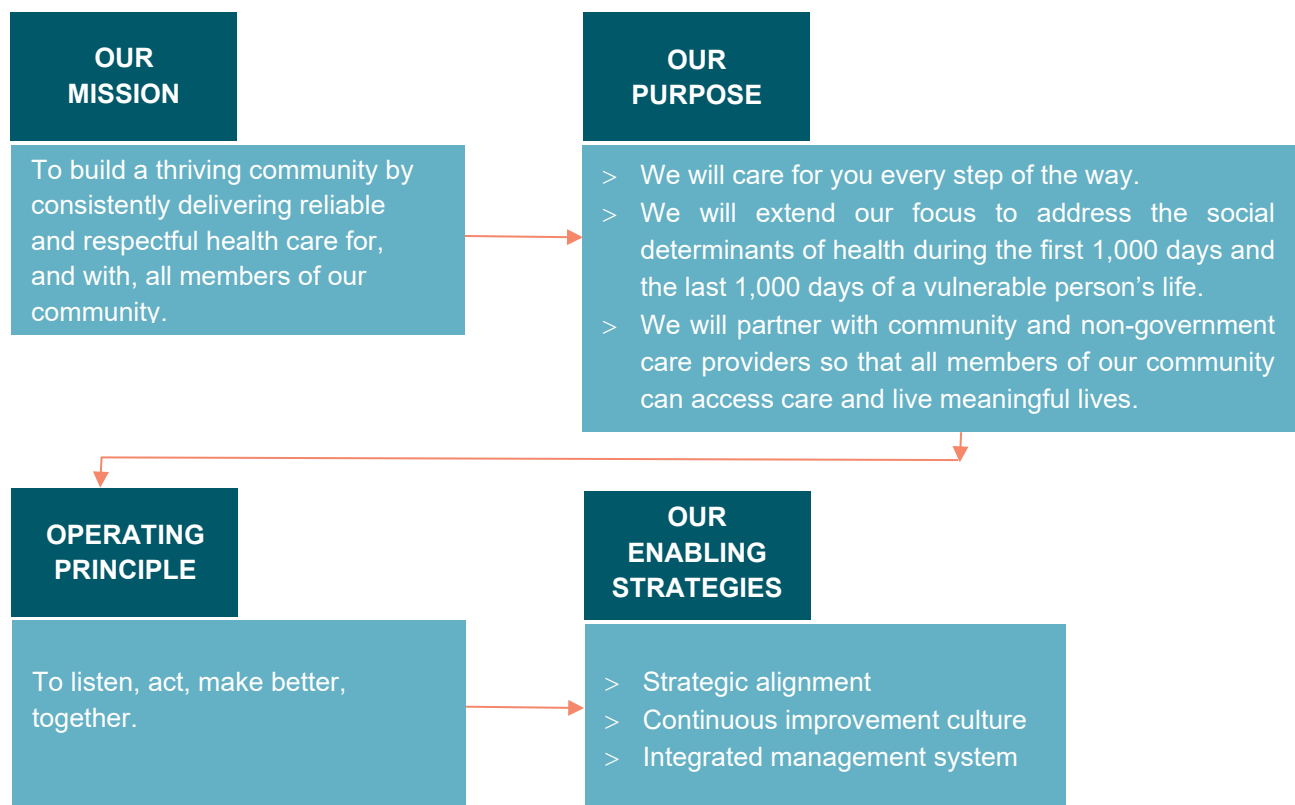 OUR
MISSION
To build a thriving community by
consistently delivering reliable
and respectful health care for,
and with, all members of our
community.
OUR
PURPOSE
> We will care for you every step of the way.
> We will extend our focus to address the social
determinants of health during the first 1,000 days and
the last 1,000 days of a vulnerable person’s life.
> We will partner with community and non-government
care providers so that all members of our community
can access care and live meaningful lives.
OPERATING
PRINCIPLE
To listen, act, make better,
together.
OUR
ENABLING
STRATEGIES
> Strategic alignment
> Continuous improvement culture
> Integrated management system